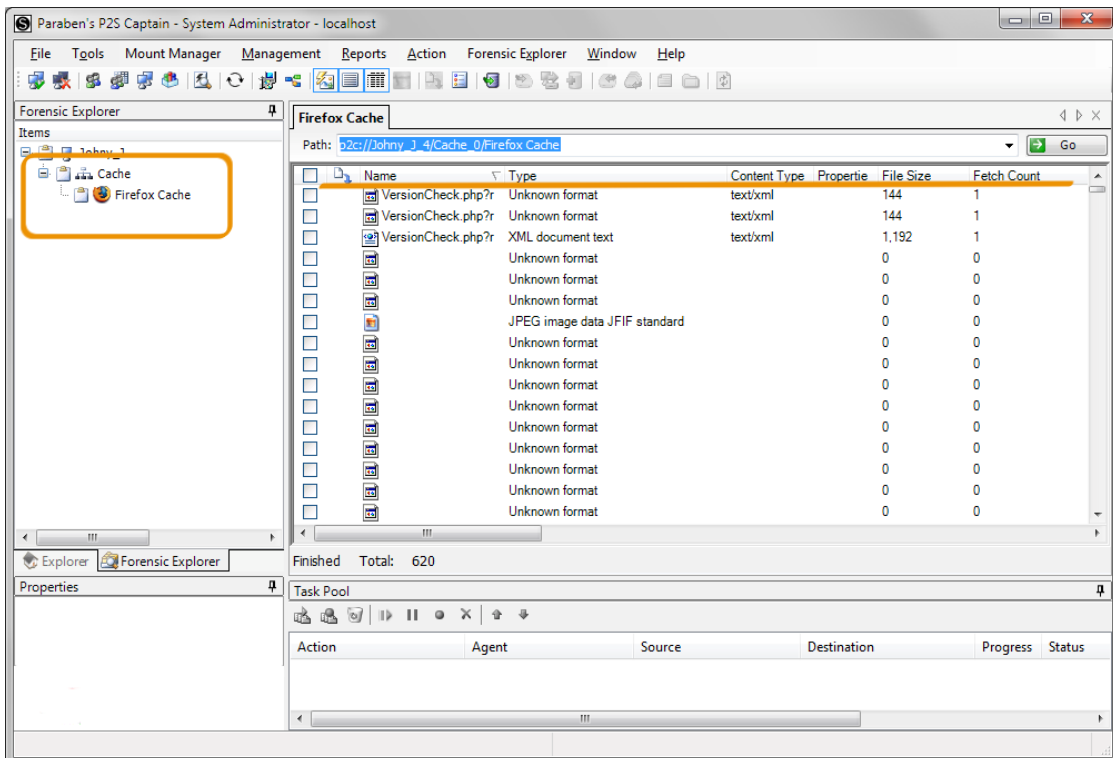 Paraben's P2S Captain - System Administrator - localhost
File Tools Mount Manager Management Reports Action Forensic Explorer Window Help
Forensic Explorer
Items
Cache
Firefox Cache
Explorer Forensic Explorer
Properties
Firefox Cache
Path: p2c://Johny_J_4/Cache_0/Firefox Cache Go
Name Type Content Type Propertie File Size Fetch Count
VersionCheck.php?r Unknown format text/xml 144 1
VersionCheck.php?r Unknown format text/xml 144 1
VersionCheck.php?r XML document text text/xml 1,192 1
Unknown format 0 0
Unknown format 0 0
Unknown format 0 0
JPEG image data JFIF standard 0 0
Unknown format 0 0
Unknown format 0 0
Unknown format 0 0
Unknown format 0 0
Unknown format 0 0
Unknown format 0 0
Unknown format 0 0
Unknown format 0 0
Unknown format 0 0
Finished Total: 620
Task Pool
Action Agent Source Destination Progress Status